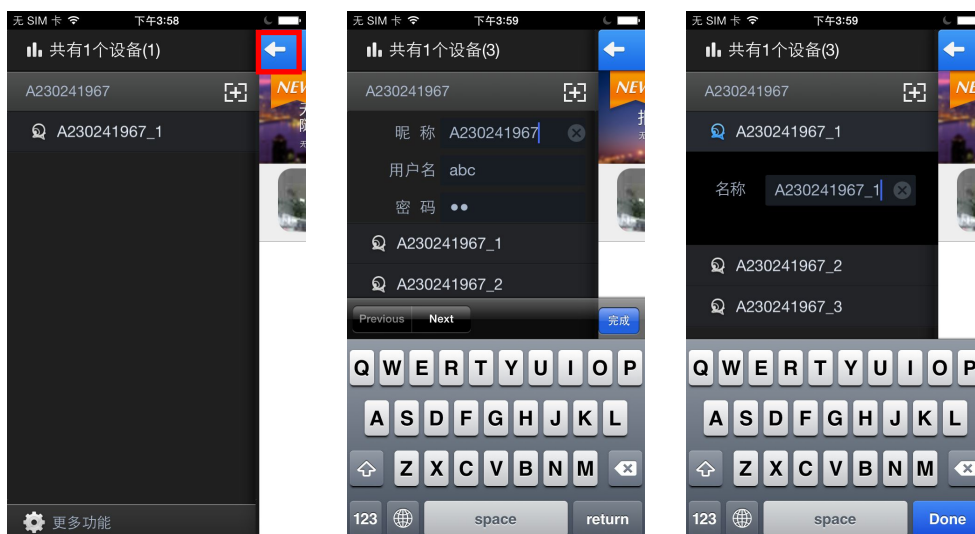 无 SIM 卡 下午3:58
共有1个设备(1)
A230241967
NEW
A230241967_1
更多功能
无 SIM 卡 下午3:59
共有1个设备(3)
A230241967
NEW
昵 称 A230241967
用户名 abc
密 码 ●●
A230241967_1
A230241967_2
Previous Next 完成
Q W E R T Y U I O P
A S D F G H J K L
Z X C V B N M
123 space return
无 SIM 卡 下午3:59
共有1个设备(3)
A230241967
NE
A230241967_1
名称 A230241967_1
A230241967_2
A230241967_3
Q W E R T Y U I O P
A S D F G H J K L
Z X C V B N M
123 space Done